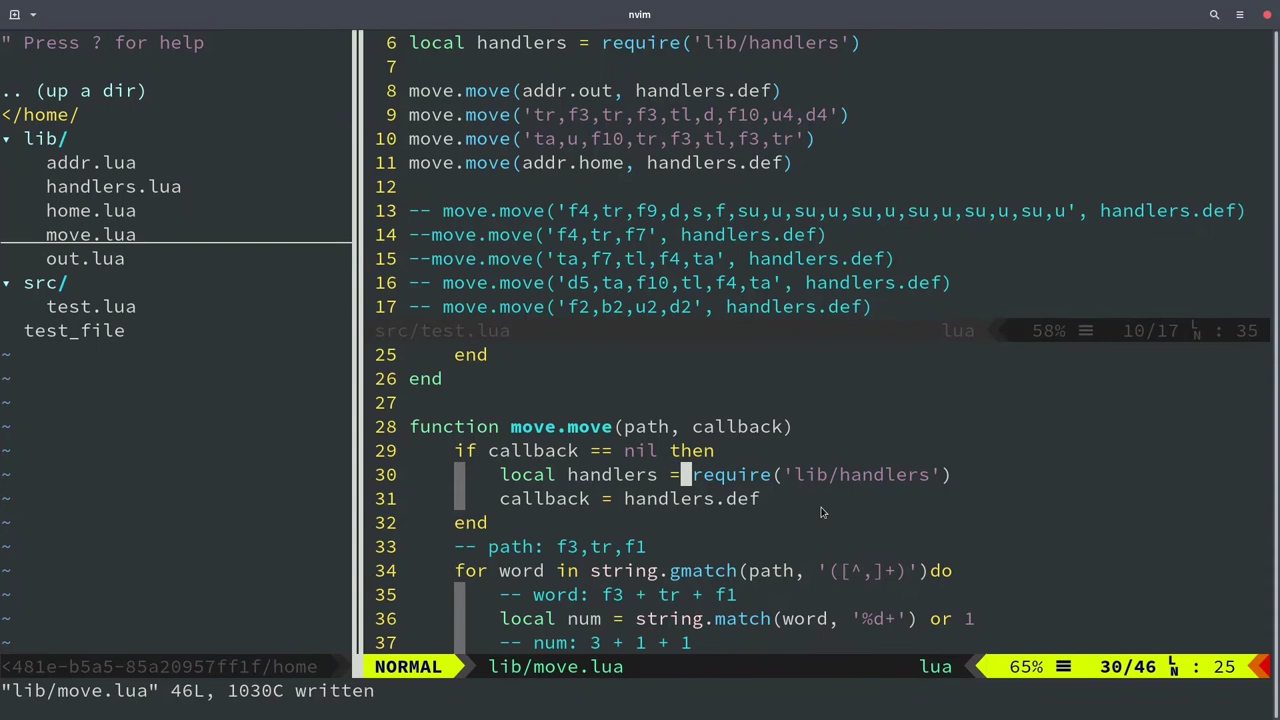 nvim
" Press ? for help
.. (up a dir)
</home/
▾ lib/
addr.lua
handlers.lua
home.lua
move.lua
out.lua
▾ src/
test.lua
test_file
~
~
~
~
~
~
~
~
~
~
~
~
~
<481e-b5a5-85a20957ff1f/home
6 local handlers = require('lib/handlers')
7
8 move.move(addr.out, handlers.def)
9 move.move('tr,f3,tr,f3,tl,d,f10,u4,d4')
10 move.move('ta,u,f10,tr,f3,tl,f3,tr')
11 move.move(addr.home, handlers.def)
12
13 -- move.move('f4,tr,f9,d,s,f,su,u,su,u,su,u,su,u,su,u,su,u', handlers.def)
14 --move.move('f4,tr,f7', handlers.def)
15 --move.move('ta,f7,tl,f4,ta', handlers.def)
16 -- move.move('d5,ta,f10,tl,f4,ta', handlers.def)
17 -- move.move('f2,b2,u2,d2', handlers.def)
src/test.lua lua 58% ☰ 10/17 LN : 35
25 end
26 end
27
28 function move.move(path, callback)
29 if callback == nil then
30 local handlers = require('lib/handlers')
31 callback = handlers.def
32 end
33 -- path: f3,tr,f1
34 for word in string.gmatch(path, '([^,]+)')do
35 -- word: f3 + tr + f1
36 local num = string.match(word, '%d+') or 1
37 -- num: 3 + 1 + 1
NORMAL lib/move.lua lua 65% ☰ 30/46 LN : 25
"lib/move.lua" 46L, 1030C written